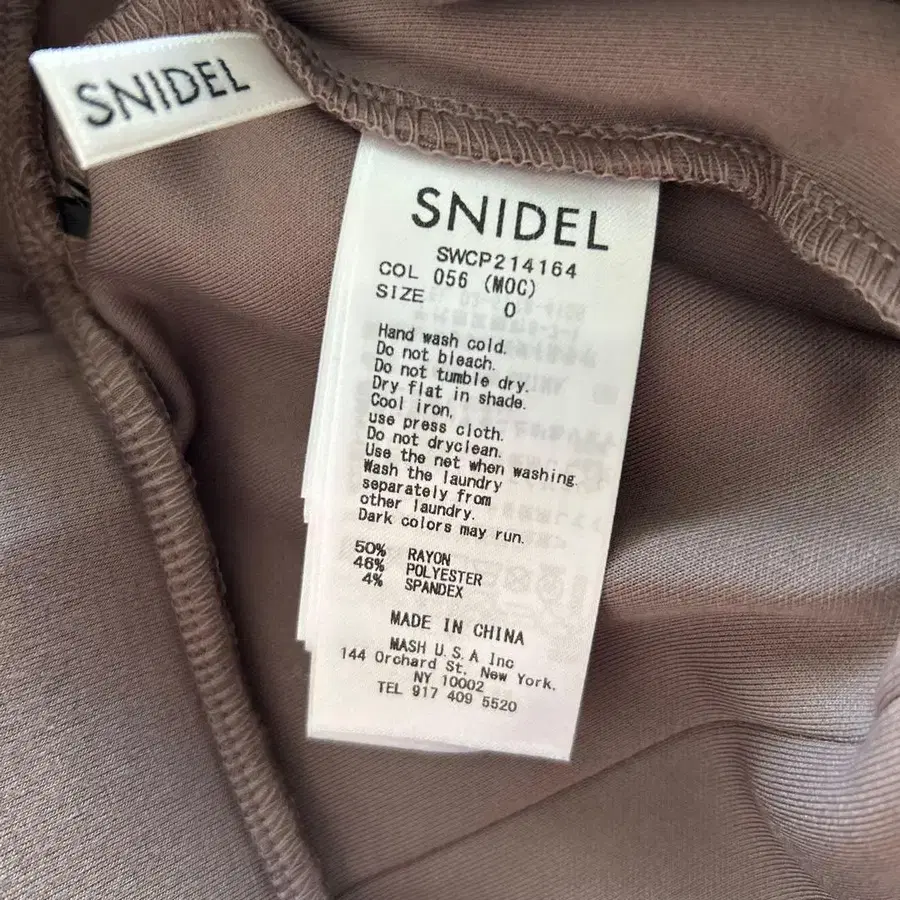 SNIDEL
SNIDEL
SWCP214164
COL 056 (MOC)
SIZE 0
Hand wash cold.
Do not bleach.
Do not tumble dry.
Dry flat in shade.
Cool iron,
use press cloth.
Do not dryclean.
Use the net when washing.
Wash the laundry
separately from
other laundry.
Dark colors may run.
50% RAYON
46% POLYESTER
4% SPANDEX
MADE IN CHINA
MASH U.S.A Inc
144 Orchard St. New York.
NY 10002
TEL 917 409 5520